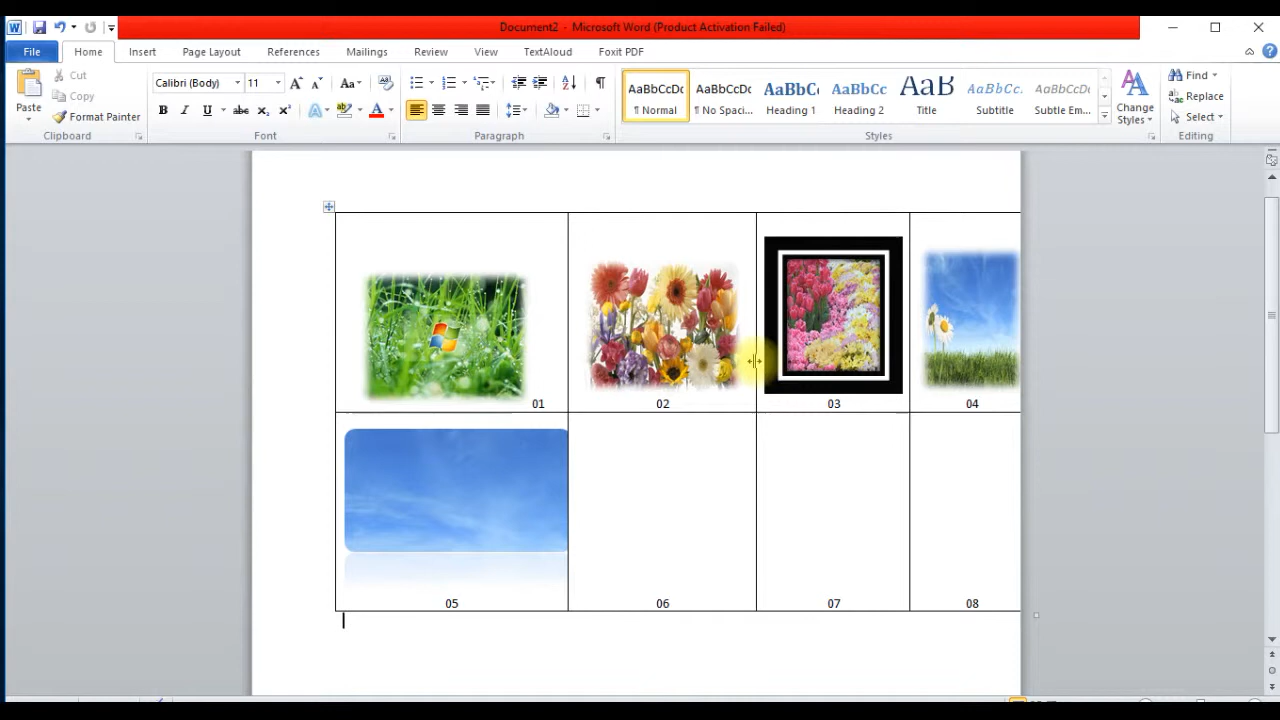 Document2 - Microsoft Word (Product Activation Failed)
File Home Insert Page Layout References Mailings Review View TextAloud Foxit PDF
Paste
Cut
Copy
Format Painter
Clipboard
Calibri (Body) 11
Font
Paragraph
AaBbCcDc AaBbCcDc AaBbCc AaBbCc AaB AaBbCc. AaBbCcDc
¶ Normal ¶ No Spaci... Heading 1 Heading 2 Title Subtitle Subtle Em...
Styles
Change Styles
Find
Replace
Select
Editing
01 02 03 04
05 06 07 08